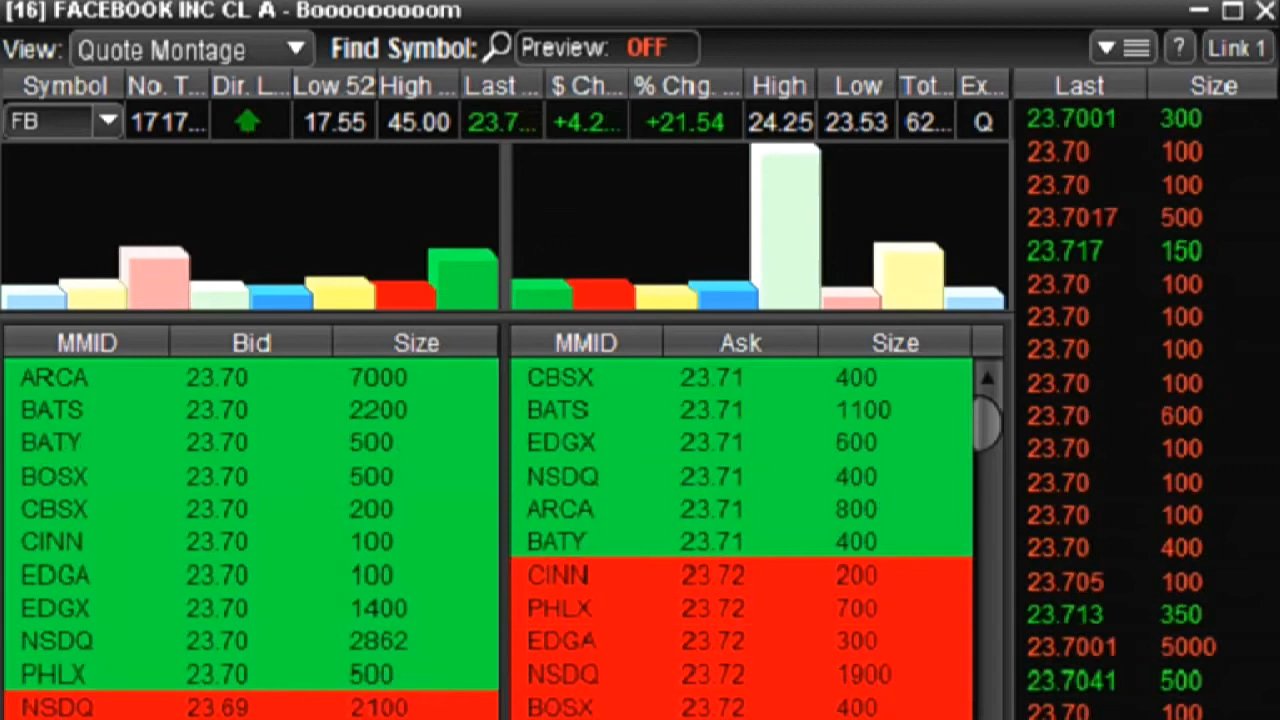 [16] FACEBOOK INC CL A - Boooooooooom
View: Quote Montage Find Symbol: Preview: OFF ? Link 1
Symbol No. T... Dir. L... Low 52 High ... Last ... $ Ch... % Chg. ... High Low Tot... Ex...
FB 1717... 17.55 45.00 23.7... +4.2... +21.54 24.25 23.53 62... Q
MMID Bid Size
ARCA 23.70 7000
BATS 23.70 2200
BATY 23.70 500
BOSX 23.70 500
CBSX 23.70 200
CINN 23.70 100
EDGA 23.70 100
EDGX 23.70 1400
NSDQ 23.70 2862
PHLX 23.70 500
NSDQ 23.69 2100
MMID Ask Size
CBSX 23.71 400
BATS 23.71 1100
EDGX 23.71 600
NSDQ 23.71 400
ARCA 23.71 800
BATY 23.71 400
CINN 23.72 200
PHLX 23.72 700
EDGA 23.72 300
NSDQ 23.72 1900
BOSX 23.72 400
Last Size
23.7001 300
23.70 100
23.70 100
23.7017 500
23.717 150
23.70 100
23.70 100
23.70 100
23.70 100
23.70 600
23.70 100
23.70 100
23.70 100
23.70 400
23.705 100
23.713 350
23.7001 5000
23.7041 500
23.70 100